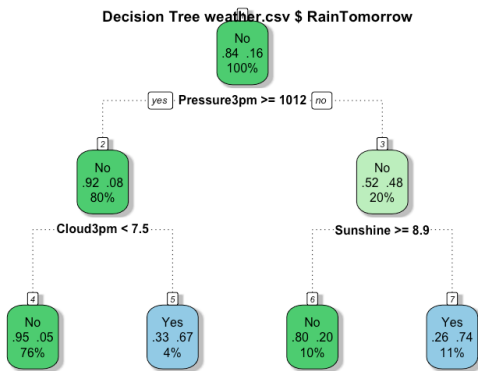 Decision Tree weather.csv $ RainTomorrow
1
No
.84 .16
100%
yes Pressure3pm >= 1012 no
2
No
.92 .08
80%
3
No
.52 .48
20%
Cloud3pm < 7.5
Sunshine >= 8.9
4
No
.95 .05
76%
5
Yes
.33 .67
4%
6
No
.80 .20
10%
7
Yes
.26 .74
11%